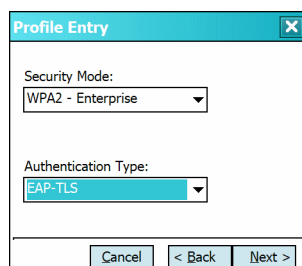 Profile Entry
Security Mode:
WPA2 - Enterprise
Authentication Type:
EAP-TLS
Cancel < Back Next >